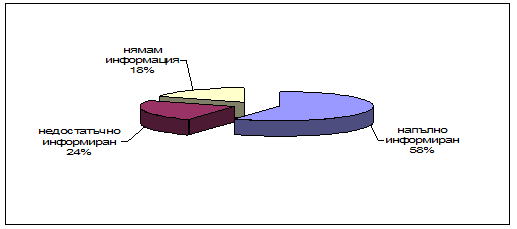 нямам
информация
18%
недостатъчно
информиран
24%
напълно
информиран
58%